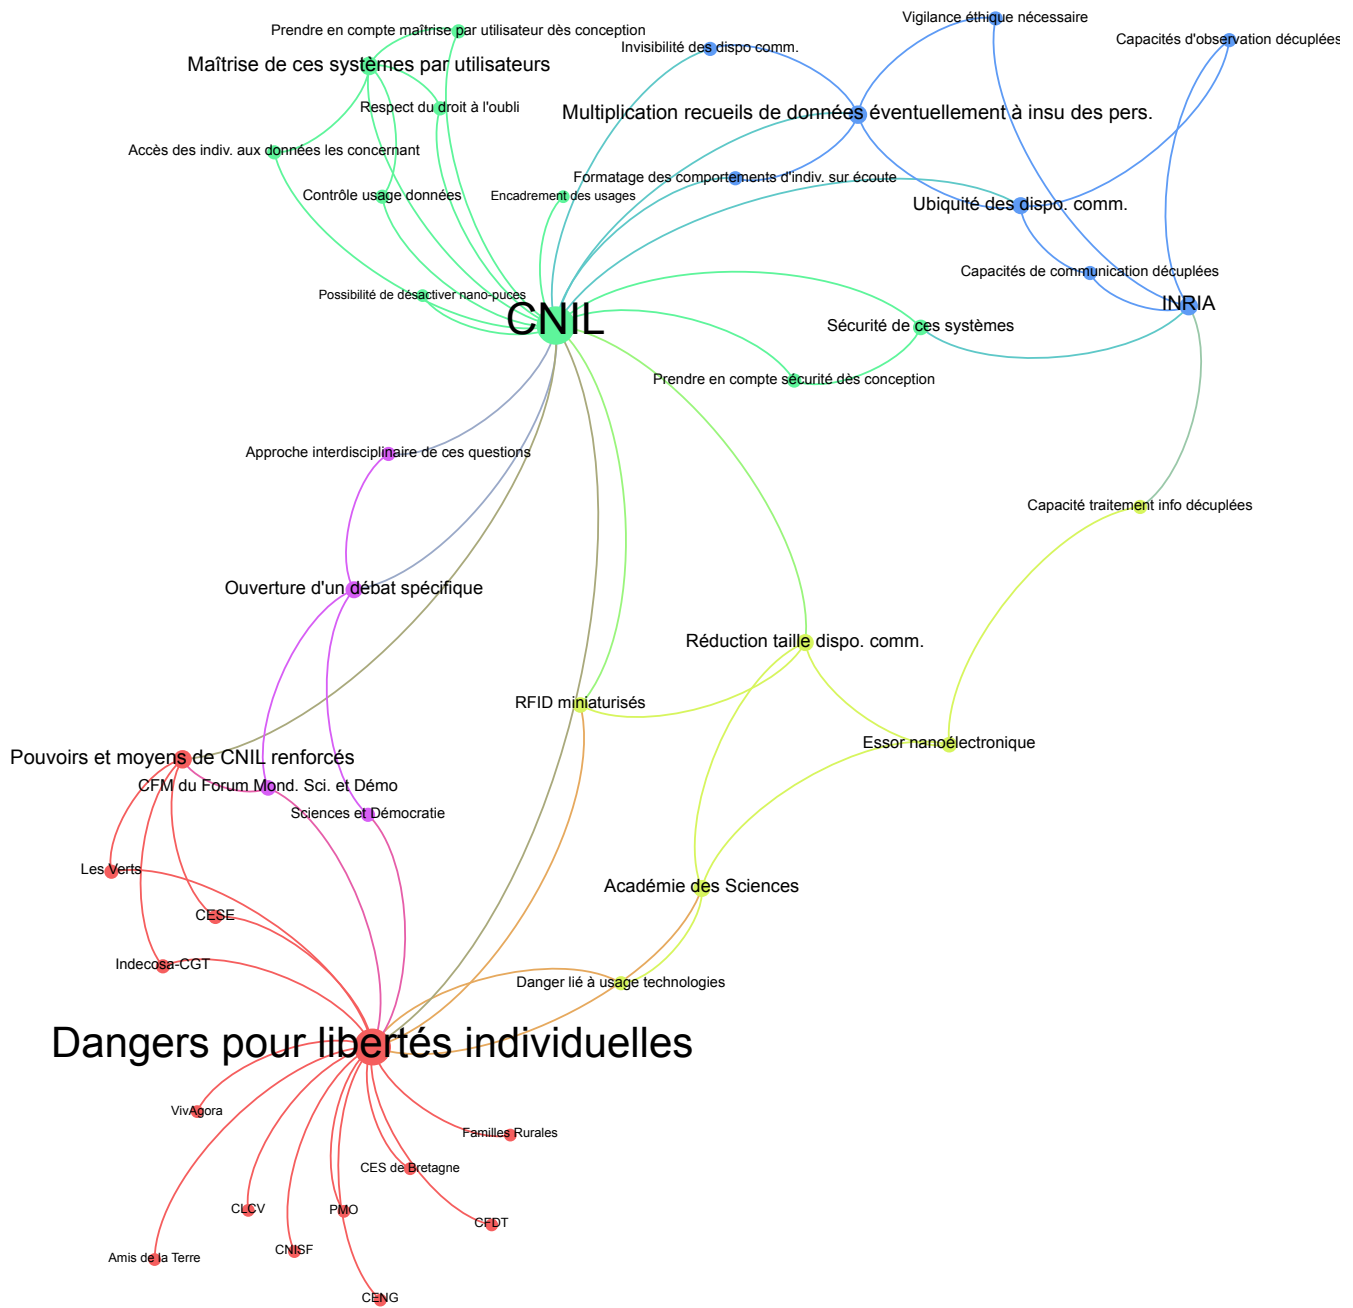 Vigilance éthique nécessaire
Prendre en compte maîtrise par utilisateur dès conception
Capacités d'observation décuplées
Invisibilité des dispo comm.
Maîtrise de ces systèmes par utilisateurs
Respect du droit à l'oubli
Multiplication recueils de données éventuellement à insu des pers.
Accès des indiv. aux données les concernant
Formatage des comportements d'indiv. sur écoute
Contrôle usage données
Encadrement des usages
Ubiquité des dispo. comm.
Capacités de communication décuplées
Possibilité de désactiver nano-puces
INRIA
CNIL
Sécurité de ces systèmes
Prendre en compte sécurité dès conception
Approche interdisciplinaire de ces questions
Capacité traitement info décuplées
Ouverture d'un débat spécifique
Réduction taille dispo. comm.
RFID miniaturisés
Essor nanoélectronique
Pouvoirs et moyens de CNIL renforcés
CFM du Forum Mond. Sci. et Démo
Sciences et Démocratie
Les Verts
Académie des Sciences
CESE
Indecosa-CGT
Danger lié à usage technologies
Dangers pour libertés individuelles
VivAgora
Familles Rurales
CES de Bretagne
CLCV
PMO
CFDT
CNISF
Amis de la Terre
CENG